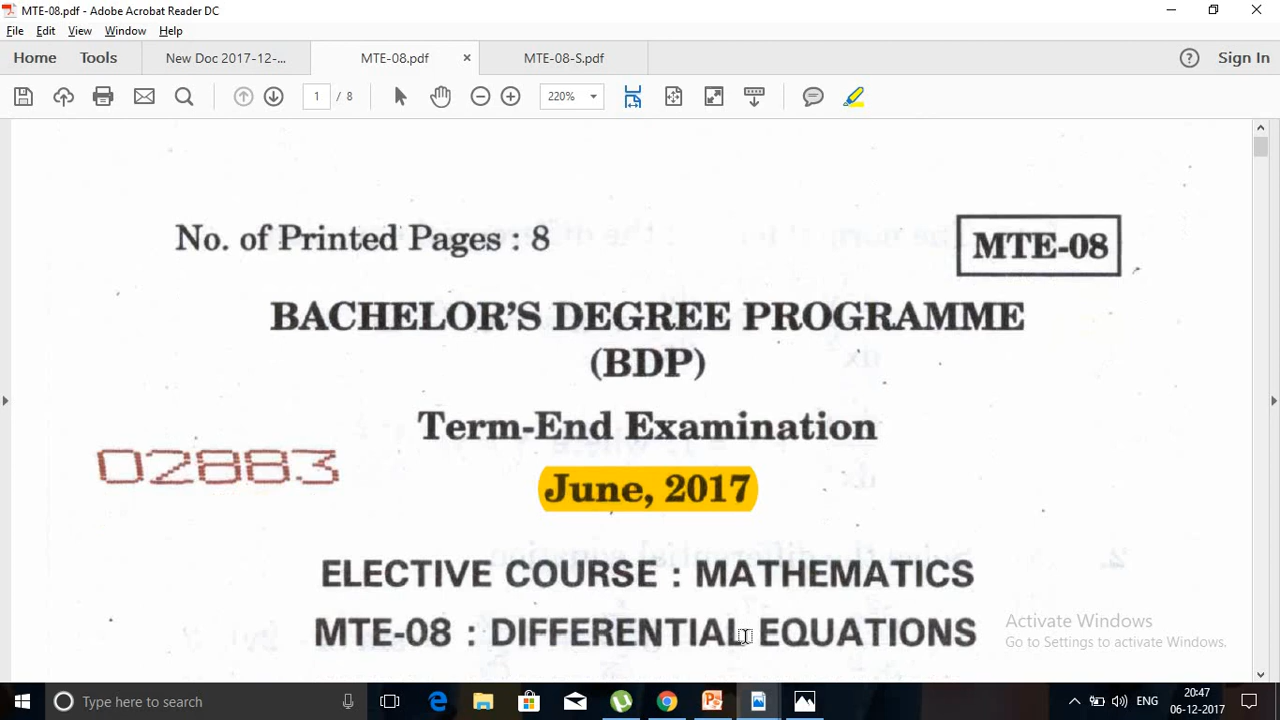 MTE-08.pdf - Adobe Acrobat Reader DC
File Edit View Window Help
Home Tools New Doc 2017-12-... MTE-08.pdf × MTE-08-S.pdf ? Sign In
1 / 8 220%
No. of Printed Pages : 8 MTE-08
BACHELOR'S DEGREE PROGRAMME
(BDP)
Term-End Examination
02883
June, 2017
ELECTIVE COURSE : MATHEMATICS
MTE-08 : DIFFERENTIAL EQUATIONS
Activate Windows
Go to Settings to activate Windows.
Type here to search
ENG 20:47
06-12-2017